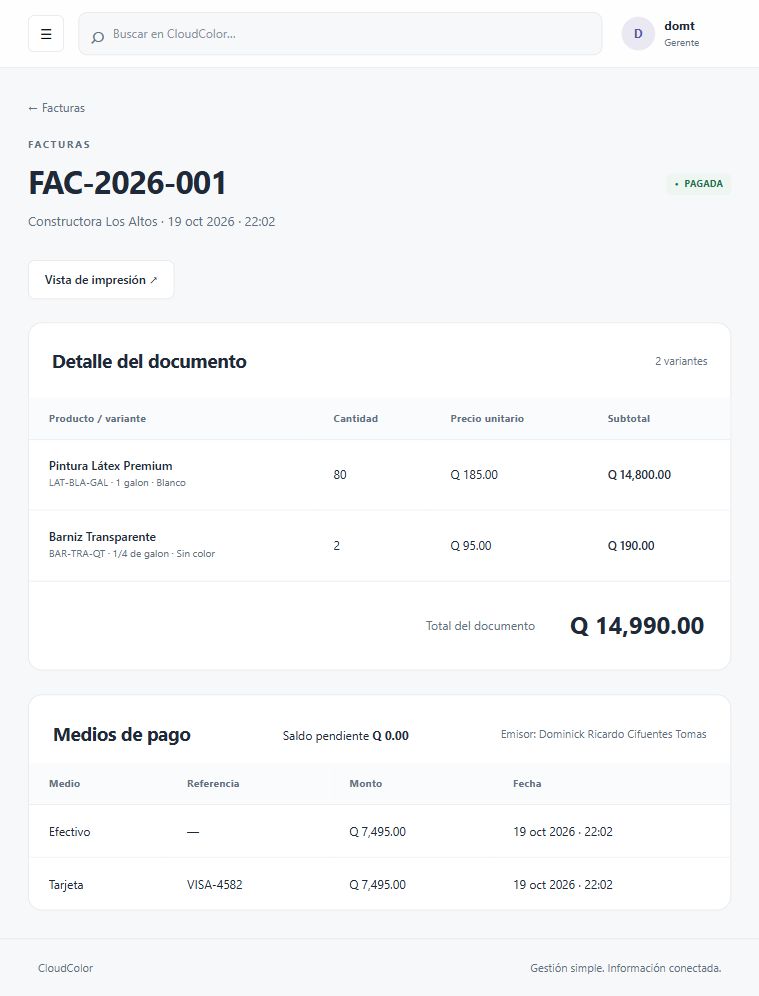 ☰ Buscar en CloudColor... D domt
Gerente
← Facturas
FACTURAS
FAC-2026-001
• PAGADA
Constructora Los Altos · 19 oct 2026 · 22:02
Vista de impresión ↗
Detalle del documento 2 variantes
Producto / variante Cantidad Precio unitario Subtotal
Pintura Látex Premium 80 Q 185.00 Q 14,800.00
LAT-BLA-GAL · 1 galon · Blanco
Barniz Transparente 2 Q 95.00 Q 190.00
BAR-TRA-QT · 1/4 de galon · Sin color
Total del documento Q 14,990.00
Medios de pago Saldo pendiente Q 0.00 Emisor: Dominick Ricardo Cifuentes Tomas
Medio Referencia Monto Fecha
Efectivo — Q 7,495.00 19 oct 2026 · 22:02
Tarjeta VISA-4582 Q 7,495.00 19 oct 2026 · 22:02
CloudColor Gestión simple. Información conectada.